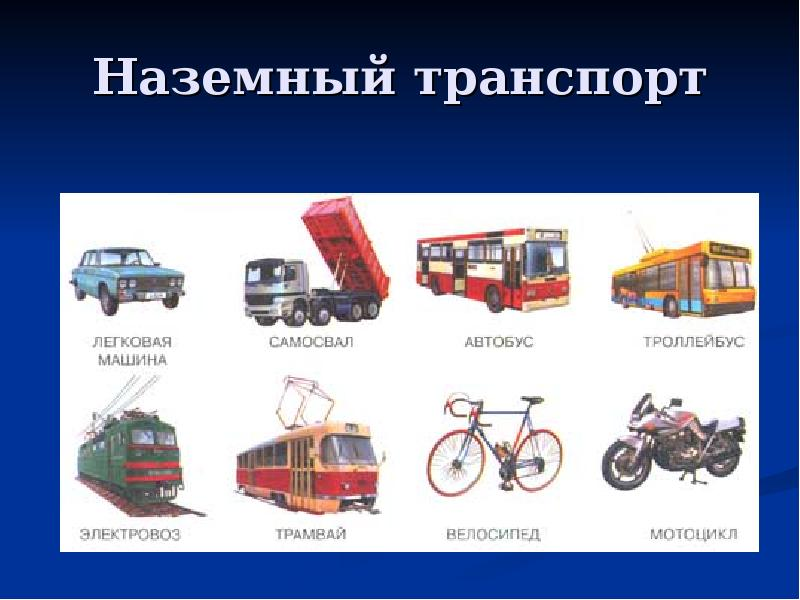 Наземный транспорт
ЛЕГКОВАЯ
МАШИНА
САМОСВАЛ
АВТОБУС
ТРОЛЛЕЙБУС
ЭЛЕКТРОВОЗ
ТРАМВАЙ
ВЕЛОСИПЕД
МОТОЦИКЛ